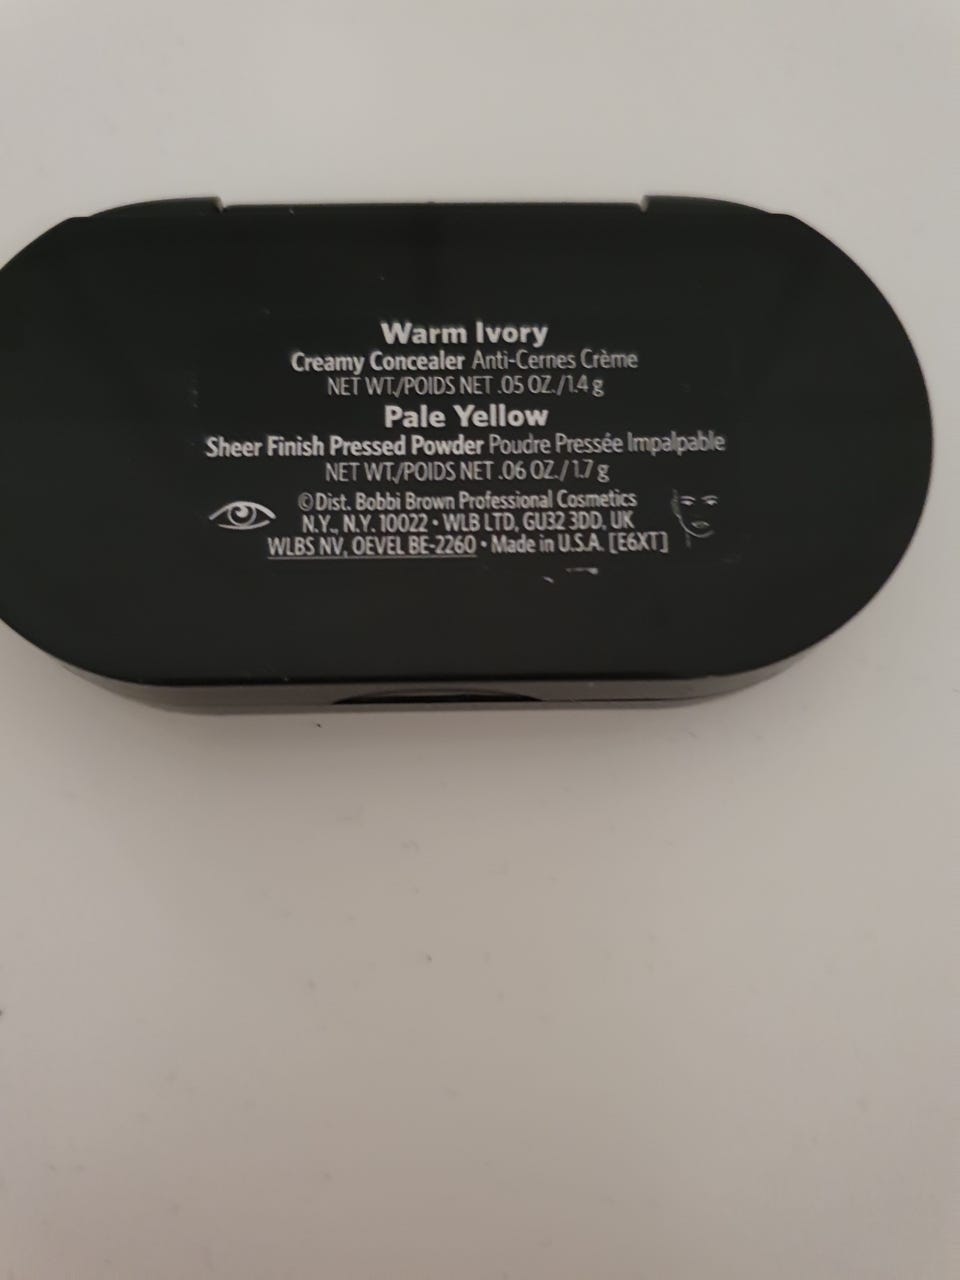 Warm Ivory
Creamy Concealer Anti-Cernes Crème
NET WT./POIDS NET .05 OZ./1.4 g
Pale Yellow
Sheer Finish Pressed Powder Poudre Pressée Impalpable
NET WT./POIDS NET .06 OZ./1.7 g
©Dist. Bobbi Brown Professional Cosmetics
N.Y., N.Y. 10022 • WLB LTD, GU32 3DD, UK
WLBS NV, OEVEL BE-2260 • Made in U.S.A. [E6XT]